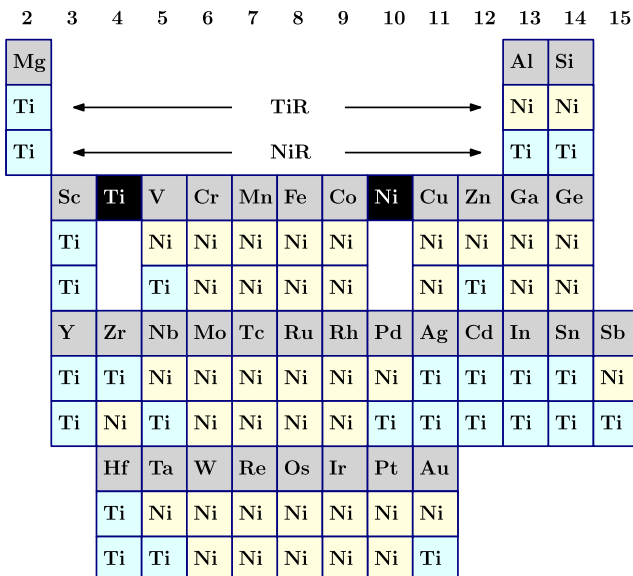 2 3 4 5 6 7 8 9 10 11 12 13 14 15
Mg Al Si
Ti TiR Ni Ni
Ti NiR Ti Ti
Sc Ti V Cr Mn Fe Co Ni Cu Zn Ga Ge
Ti Ni Ni Ni Ni Ni Ni Ni Ni Ni
Ti Ti Ni Ni Ni Ni Ni Ti Ni Ni
Y Zr Nb Mo Tc Ru Rh Pd Ag Cd In Sn Sb
Ti Ti Ni Ni Ni Ni Ni Ni Ti Ti Ti Ti Ni
Ti Ni Ti Ni Ni Ni Ni Ti Ti Ti Ti Ti Ti
Hf Ta W Re Os Ir Pt Au
Ti Ni Ni Ni Ni Ni Ni Ni
Ti Ti Ni Ni Ni Ni Ni Ti